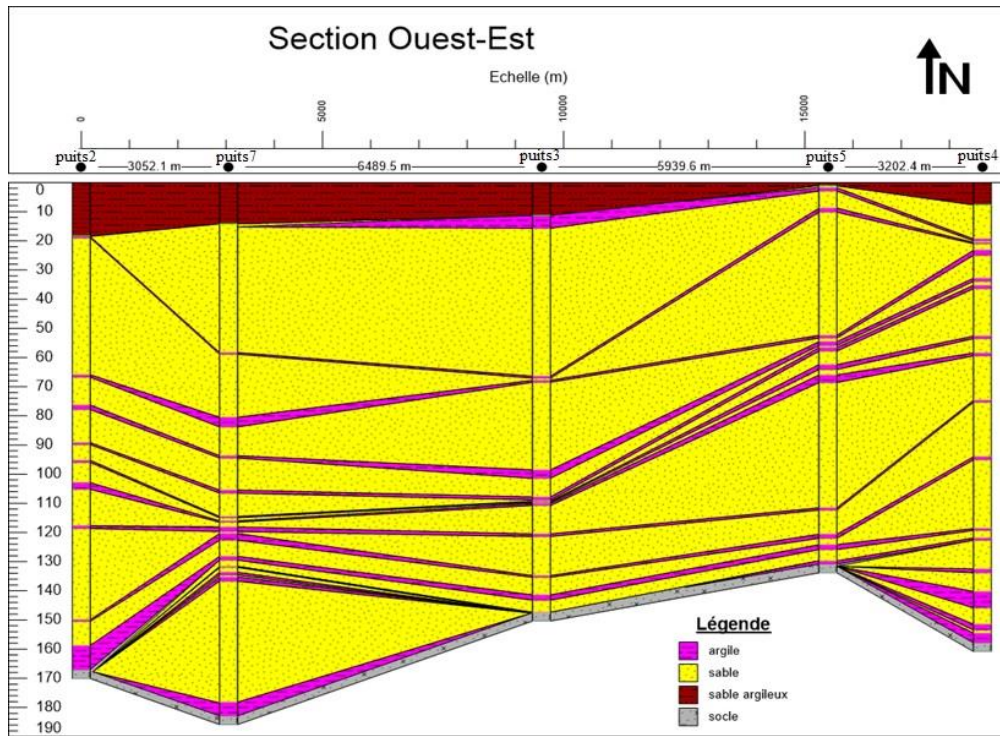 Section Ouest-Est
N
Echelle (m)
0 5000 10000 15000
puits2 3052.1 m puits7 6489.5 m puits3 5939.6 m puits5 3202.4 m puits4
0
10
20
30
40
50
60
70
80
90
100
110
120
130
140
150
160
170
180
190
Légende
argile
sable
sable argileux
socle